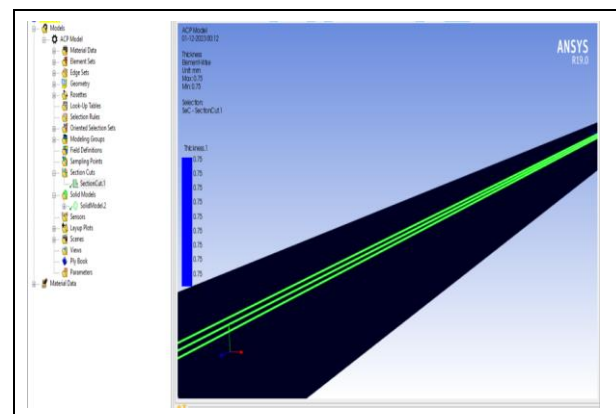 Models
ACP Model
Material Data
Element Sets
Edge Sets
Geometry
Rosettes
Look-Up Tables
Selection Rules
Oriented Selection Sets
Modeling Groups
Field Definitions
Sampling Points
Section Cuts
SectionCut.1
Solid Models
SolidModel.2
Sensors
Layup Plots
Scenes
Views
Ply Book
Parameters
Material Data
ACP Model
Thickness
Element-Wise
Unit: mm
Max: 0.75
Min: 0.75
Selection:
SeC - SectionCut.1
Thickness.1
0.75
0.75
0.75
0.75
0.75
0.75
0.75
0.75
0.75
0.75
ANSYS
R19.0